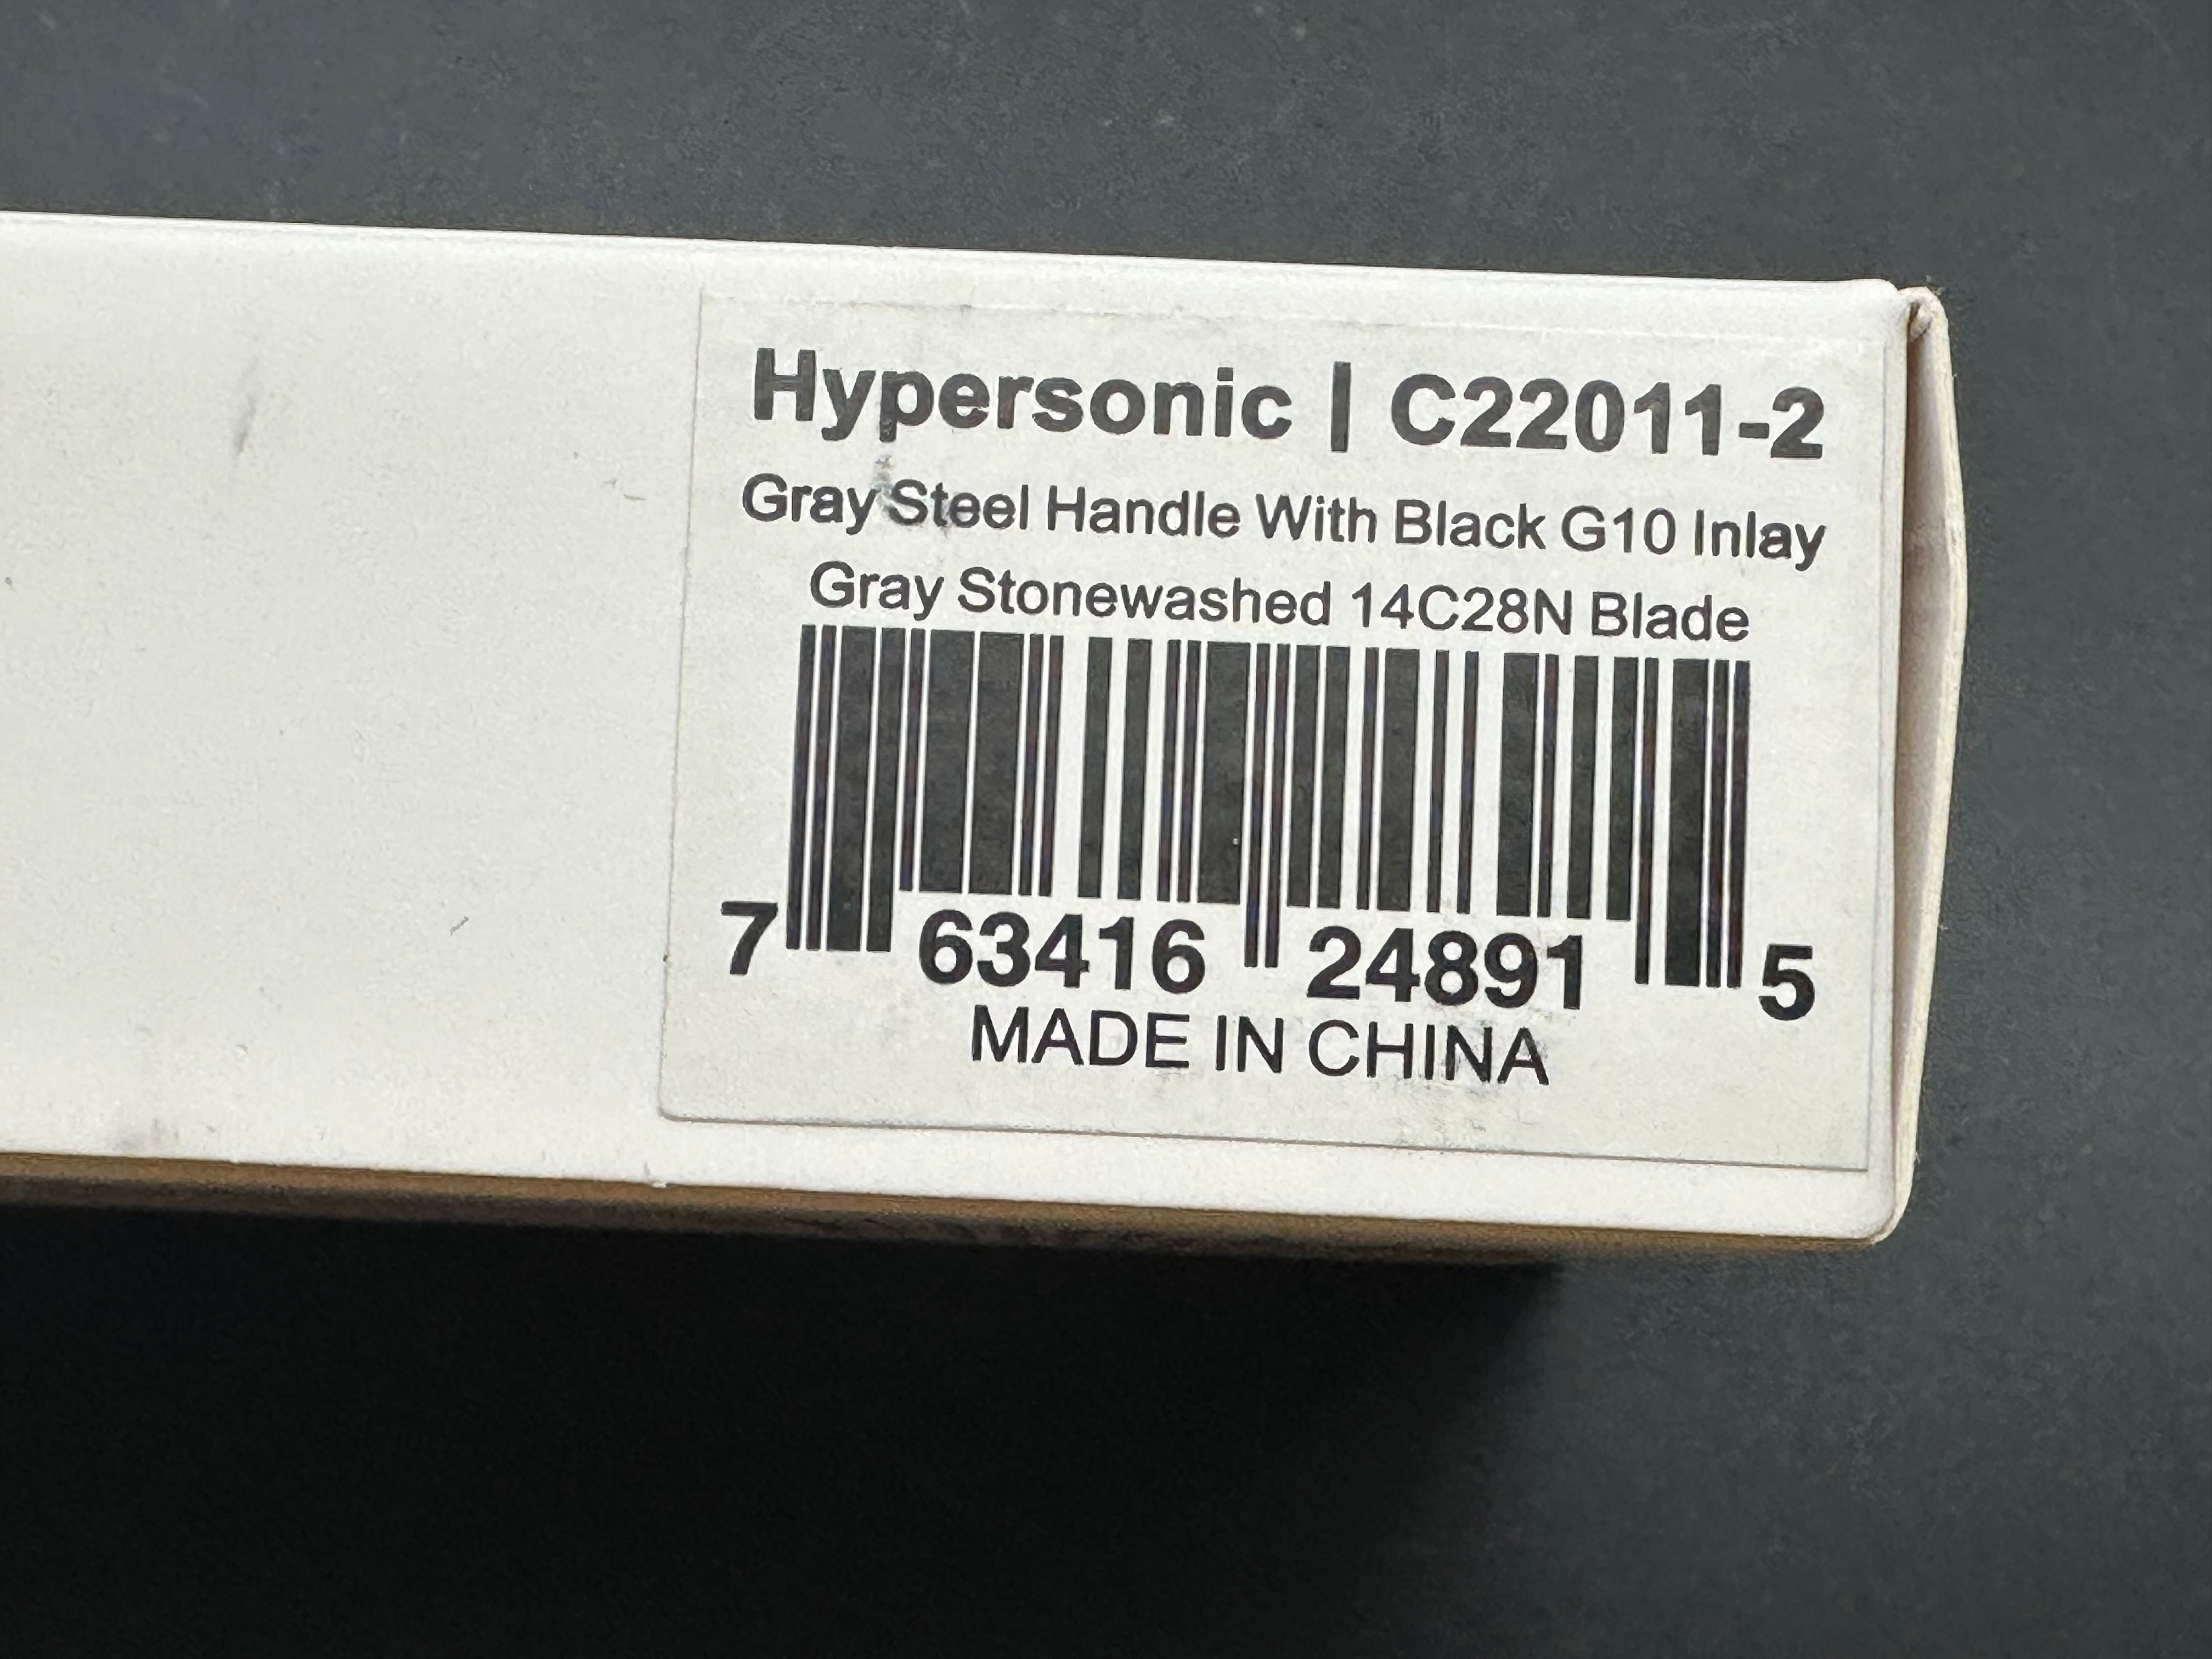 Hypersonic | C22011-2
Gray Steel Handle With Black G10 Inlay
Gray Stonewashed 14C28N Blade
7 63416 24891 5
MADE IN CHINA